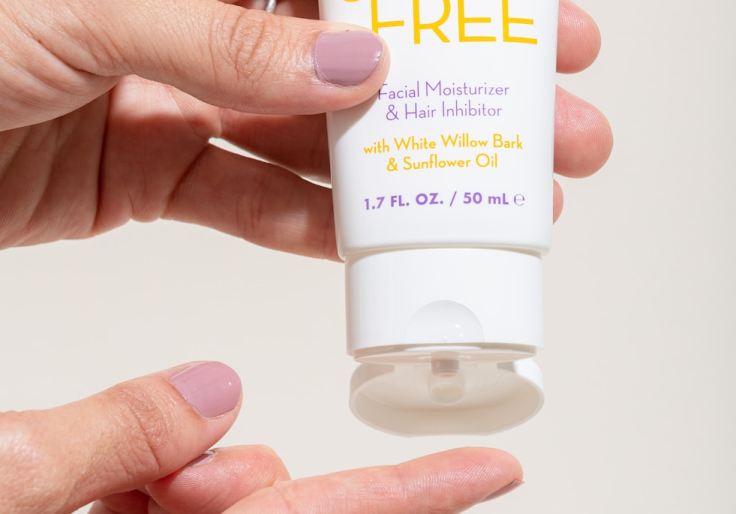 FREE
Facial Moisturizer
& Hair Inhibitor
with White Willow Bark
& Sunflower Oil
1.7 FL. OZ. / 50 mL ℮